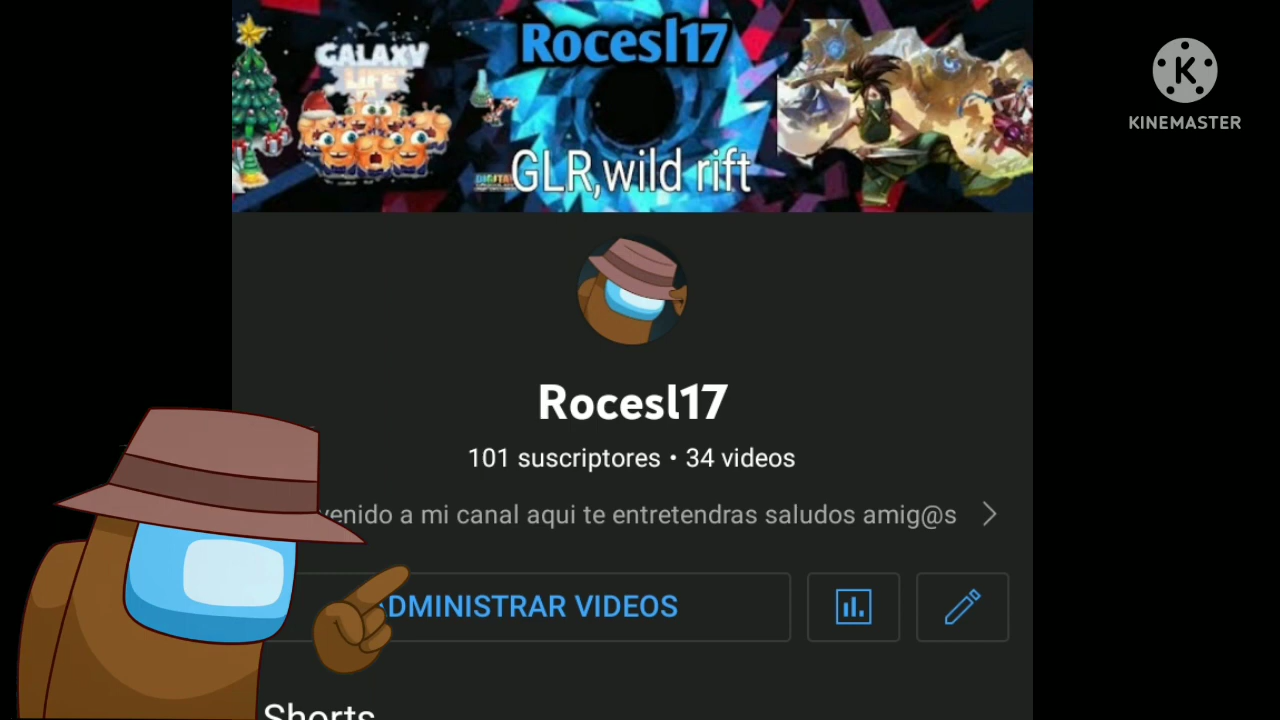 Rocesl17
GALAXY
LIFE
GLR,wild rift
KINEMASTER
Rocesl17
101 suscriptores • 34 videos
venido a mi canal aqui te entretendras saludos amig@s
DMINISTRAR VIDEOS
Shorts